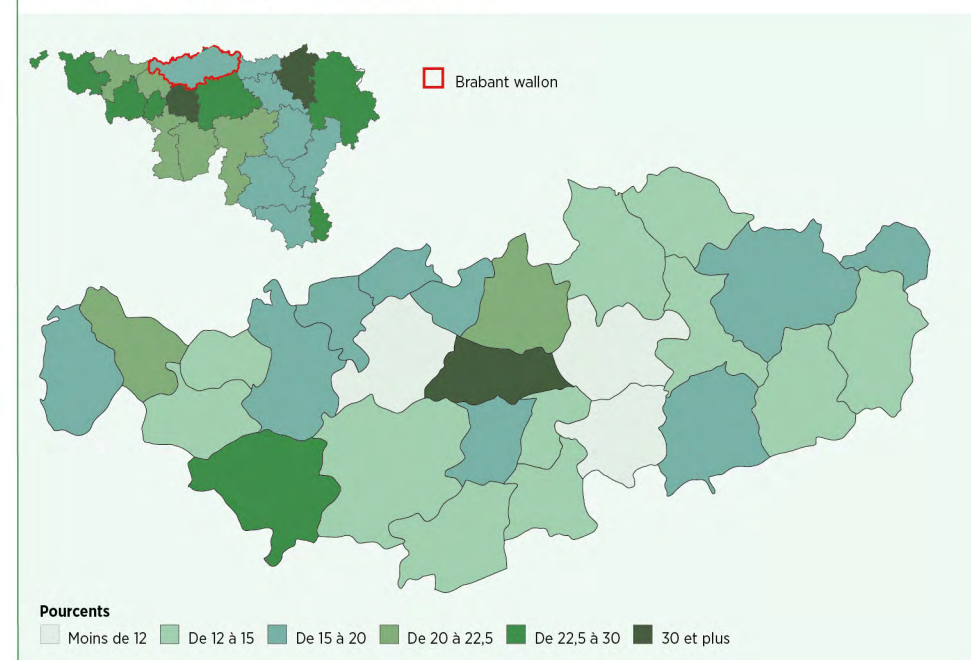 Brabant wallon
Pourcents
Moins de 12
De 12 à 15
De 15 à 20
De 20 à 22,5
De 22,5 à 30
30 et plus